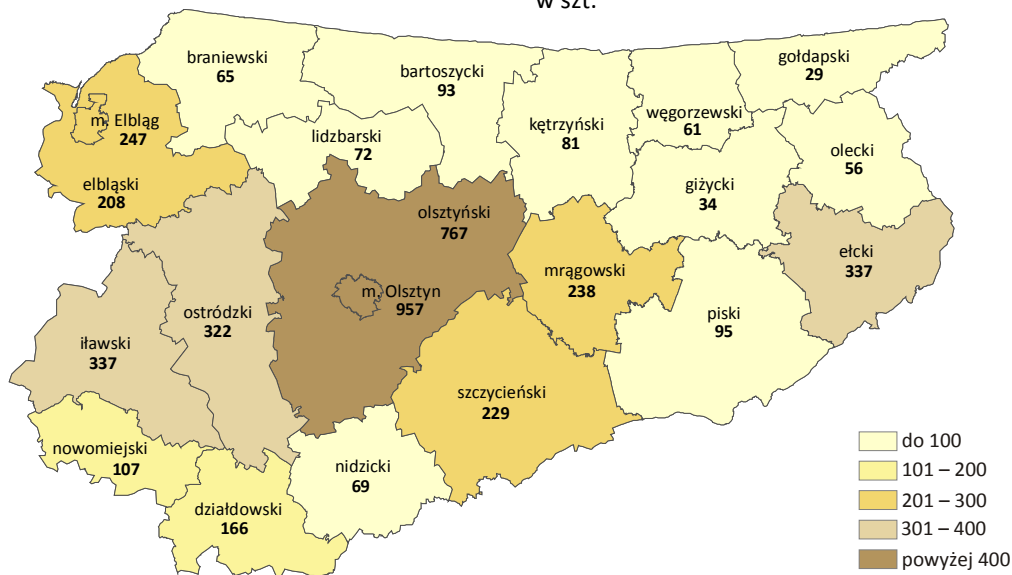 w szt.
braniewski
65
bartoszycki
93
gołdapski
29
m. Elbląg
247
lidzbarski
72
kętrzyński
81
węgorzewski
61
olecki
56
elbląski
208
olsztyński
767
giżycki
34
ełcki
337
mrągowski
238
m. Olsztyn
957
ostródzki
322
piski
95
iławski
337
szczycieński
229
nowomiejski
107
nidzicki
69
działdowski
166
do 100
101 – 200
201 – 300
301 – 400
powyżej 400